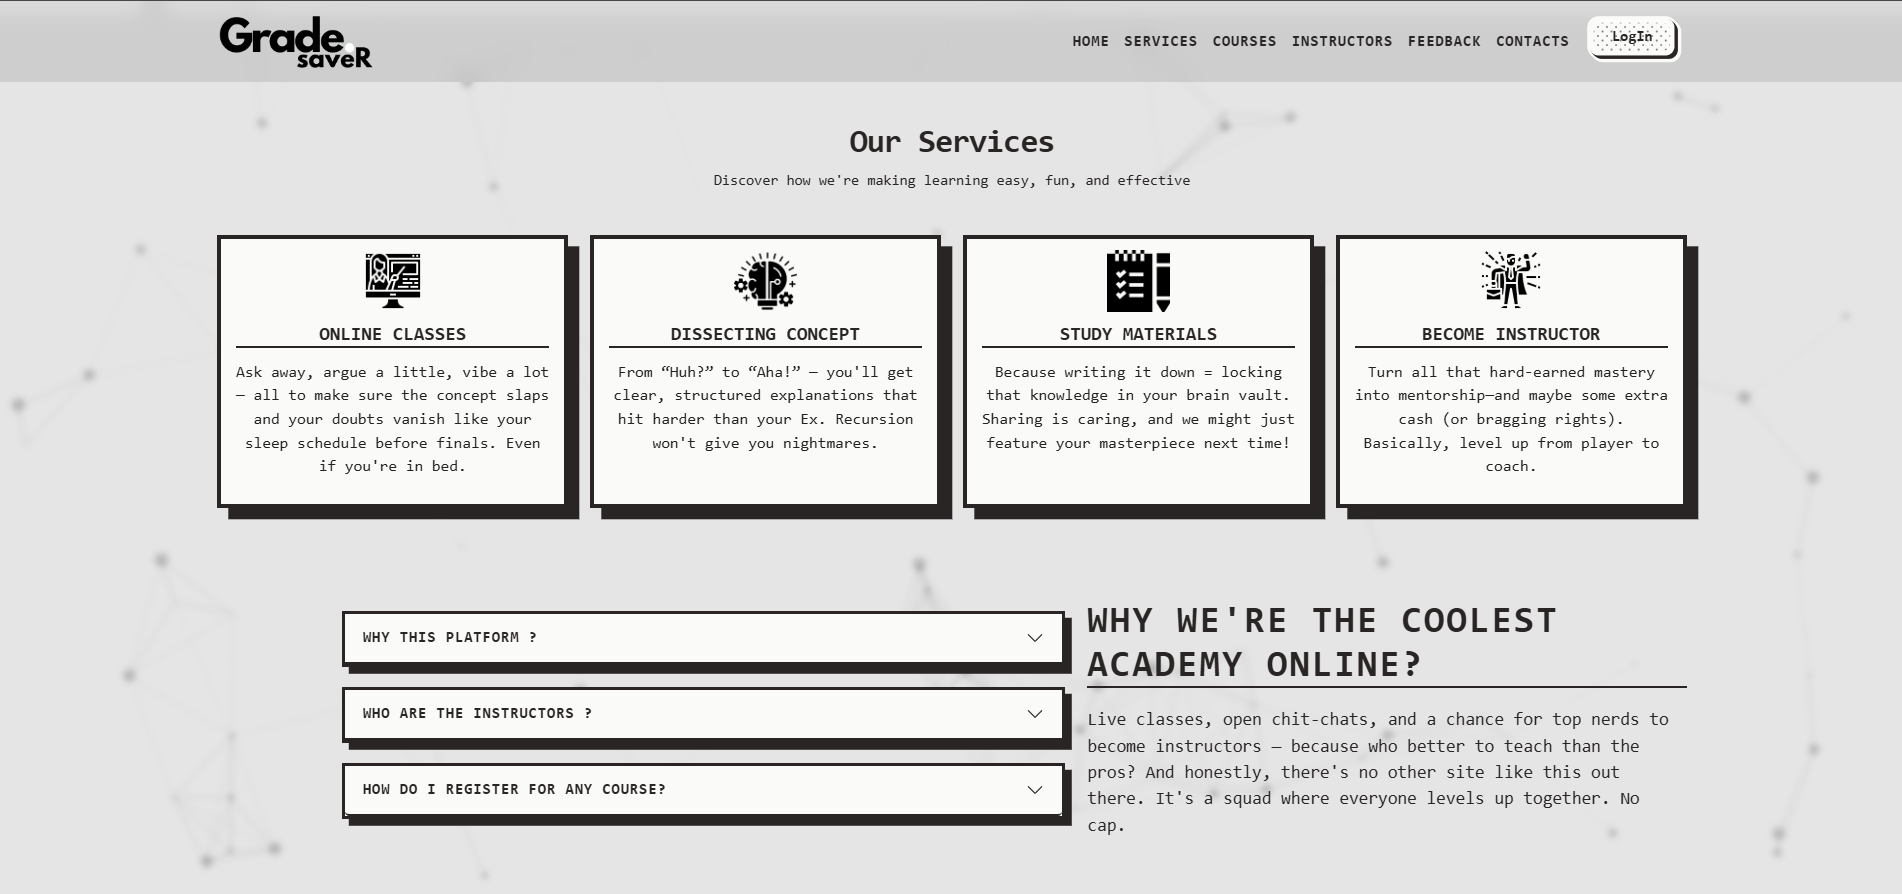 Grade.
saveR
HOME SERVICES COURSES INSTRUCTORS FEEDBACK CONTACTS LogIn
Our Services
Discover how we're making learning easy, fun, and effective
ONLINE CLASSES
Ask away, argue a little, vibe a lot
— all to make sure the concept slaps
and your doubts vanish like your
sleep schedule before finals. Even
if you're in bed.
DISSECTING CONCEPT
From “Huh?” to “Aha!” — you'll get
clear, structured explanations that
hit harder than your Ex. Recursion
won't give you nightmares.
STUDY MATERIALS
Because writing it down = locking
that knowledge in your brain vault.
Sharing is caring, and we might just
feature your masterpiece next time!
BECOME INSTRUCTOR
Turn all that hard-earned mastery
into mentorship—and maybe some extra
cash (or bragging rights).
Basically, level up from player to
coach.
WHY THIS PLATFORM ?
WHO ARE THE INSTRUCTORS ?
HOW DO I REGISTER FOR ANY COURSE?
WHY WE'RE THE COOLEST
ACADEMY ONLINE?
Live classes, open chit-chats, and a chance for top nerds to
become instructors — because who better to teach than the
pros? And honestly, there's no other site like this out
there. It's a squad where everyone levels up together. No
cap.